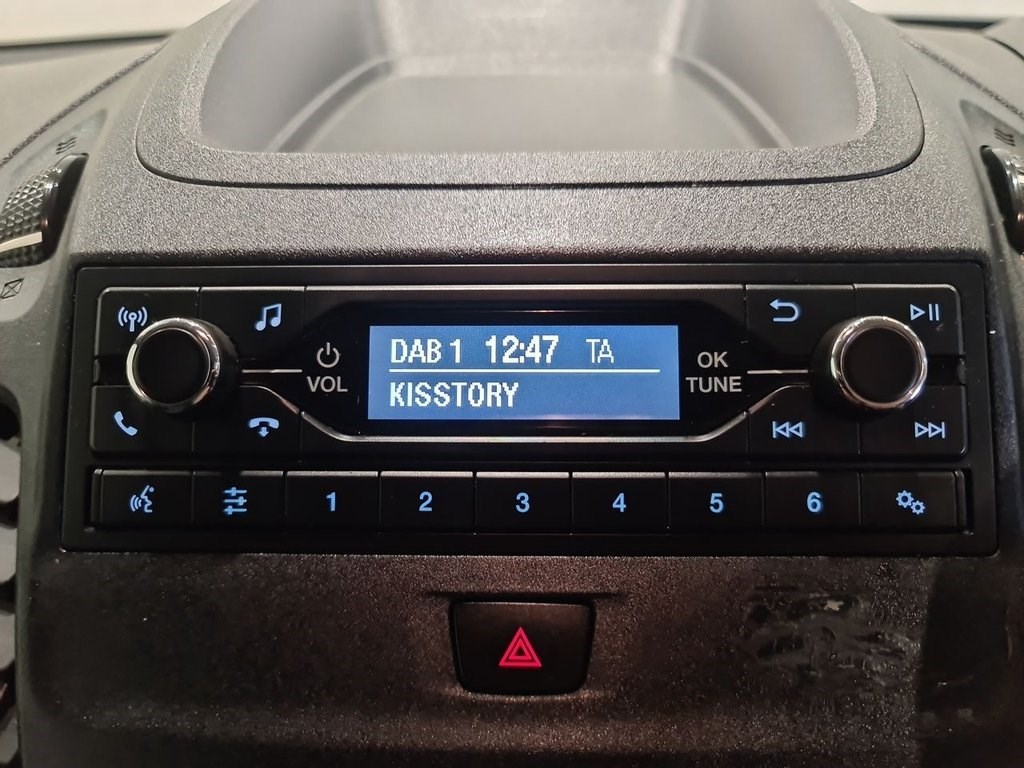 DAB 1 12:47 TA
KISSTORY
VOL
OK
TUNE
1 2 3 4 5 6